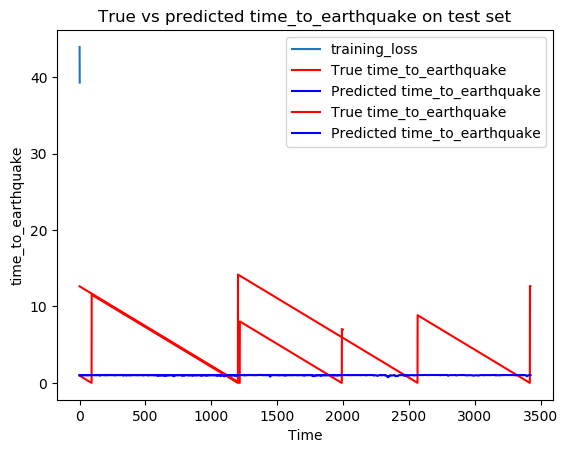 True vs predicted time_to_earthquake on test set
training_loss
True time_to_earthquake
Predicted time_to_earthquake
True time_to_earthquake
Predicted time_to_earthquake
time_to_earthquake
40
30
20
10
0
0 500 1000 1500 2000 2500 3000 3500
Time